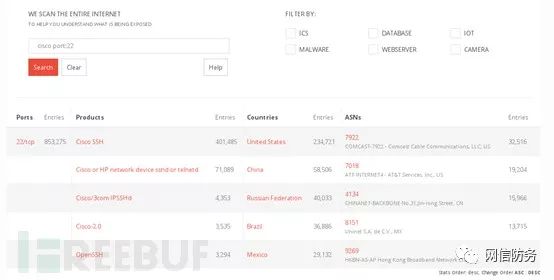 WE SCAN THE ENTIRE INTERNET
TO HELP YOU UNDERSTAND WHAT IS BEING EXPOSED
cisco port:22
Search Clear Help
FILTER BY:
ICS DATABASE IOT
MALWARE WEBSERVER CAMERA
Ports Entries Products Entries Countries Entries ASNs Entries
22/tcp 853,275 Cisco SSH 401,485 United States 234,721 7922 32,516
COMCAST-7922 - Comcast Cable Communications, LLC, US
Cisco or HP network device sshd or telnetd 71,089 China 58,506 7018 19,204
ATT-INTERNET4 - AT&T Services, Inc., US
Cisco/3com IPSSHd 4,353 Russian Federation 40,033 4134 15,966
CHINANET-BACKBONE No.31,Jin-rong Street, CN
Cisco-2.0 3,535 Brazil 36,886 8151 13,715
Uninet S.A. de C.V., MX
OpenSSH 3,294 Mexico 29,132 9269
HKBN-AS-AP Hong Kong Broadband Network
Stats Order: desc, Change Order ASC, DESC
REEBUF
网信防务